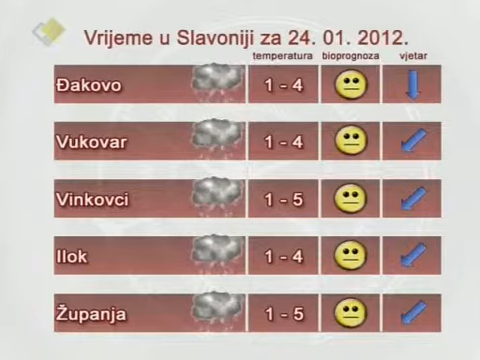 Vrijeme u Slavoniji za 24. 01. 2012.
temperatura bioprognoza vjetar
Đakovo 1 - 4
Vukovar 1 - 4
Vinkovci 1 - 5
Ilok 1 - 4
Županja 1 - 5